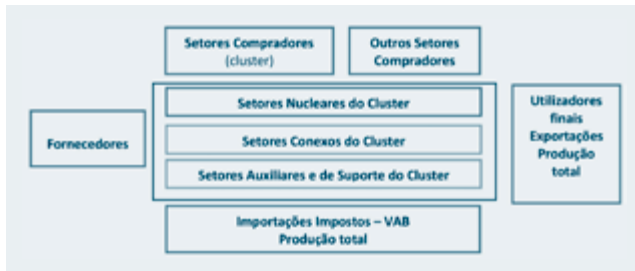 Setores Compradores
(cluster)
Outros Setores
Compradores
Setores Nucleares do Cluster
Fornecedores
Setores Conexos do Cluster
Setores Auxiliares e de Suporte do Cluster
Utilizadores
finais
Exportações
Produção
total
Importações Impostos – VAB
Produção total